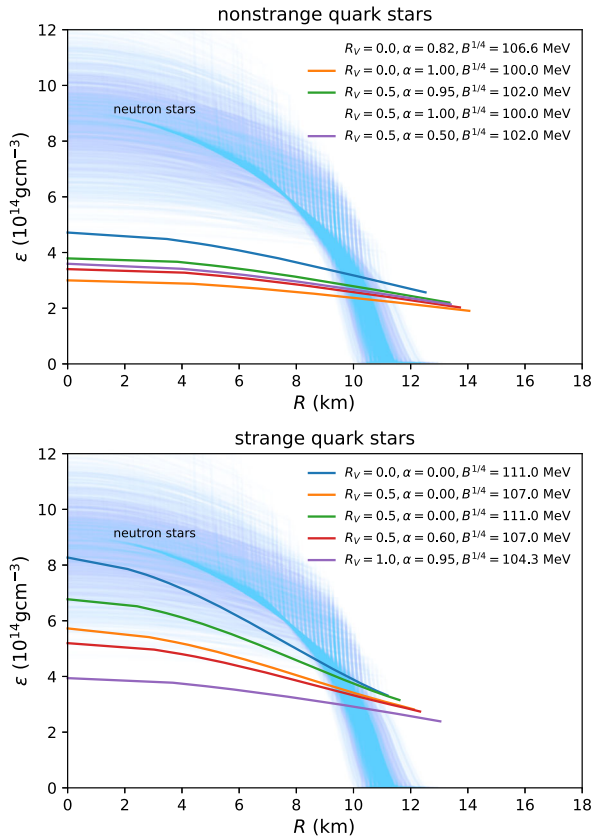 nonstrange quark stars
12
10
8
6
4
2
0
ε (10¹⁴gcm⁻³)
neutron stars
R_V = 0.0, α = 0.82, B^{1/4} = 106.6 MeV
R_V = 0.0, α = 1.00, B^{1/4} = 100.0 MeV
R_V = 0.5, α = 0.95, B^{1/4} = 102.0 MeV
R_V = 0.5, α = 1.00, B^{1/4} = 100.0 MeV
R_V = 0.5, α = 0.50, B^{1/4} = 102.0 MeV
0 2 4 6 8 10 12 14 16 18
R (km)
strange quark stars
12
10
8
6
4
2
0
ε (10¹⁴gcm⁻³)
neutron stars
R_V = 0.0, α = 0.00, B^{1/4} = 111.0 MeV
R_V = 0.5, α = 0.00, B^{1/4} = 107.0 MeV
R_V = 0.5, α = 0.00, B^{1/4} = 111.0 MeV
R_V = 0.5, α = 0.60, B^{1/4} = 107.0 MeV
R_V = 1.0, α = 0.95, B^{1/4} = 104.3 MeV
0 2 4 6 8 10 12 14 16 18
R (km)